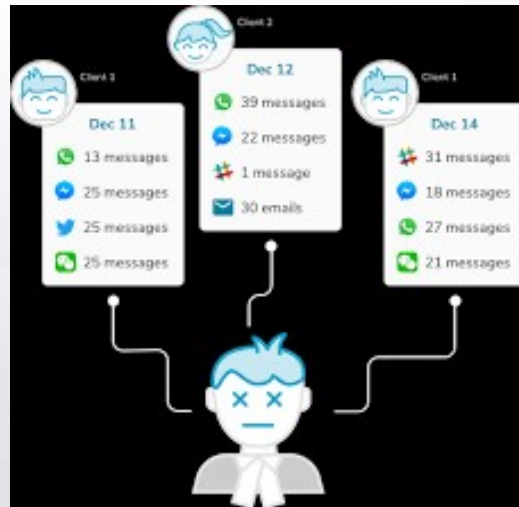 Client 2
Dec 12
39 messages
22 messages
1 message
30 emails
Client 1
Dec 11
13 messages
25 messages
25 messages
25 messages
Client 1
Dec 14
31 messages
18 messages
27 messages
21 messages